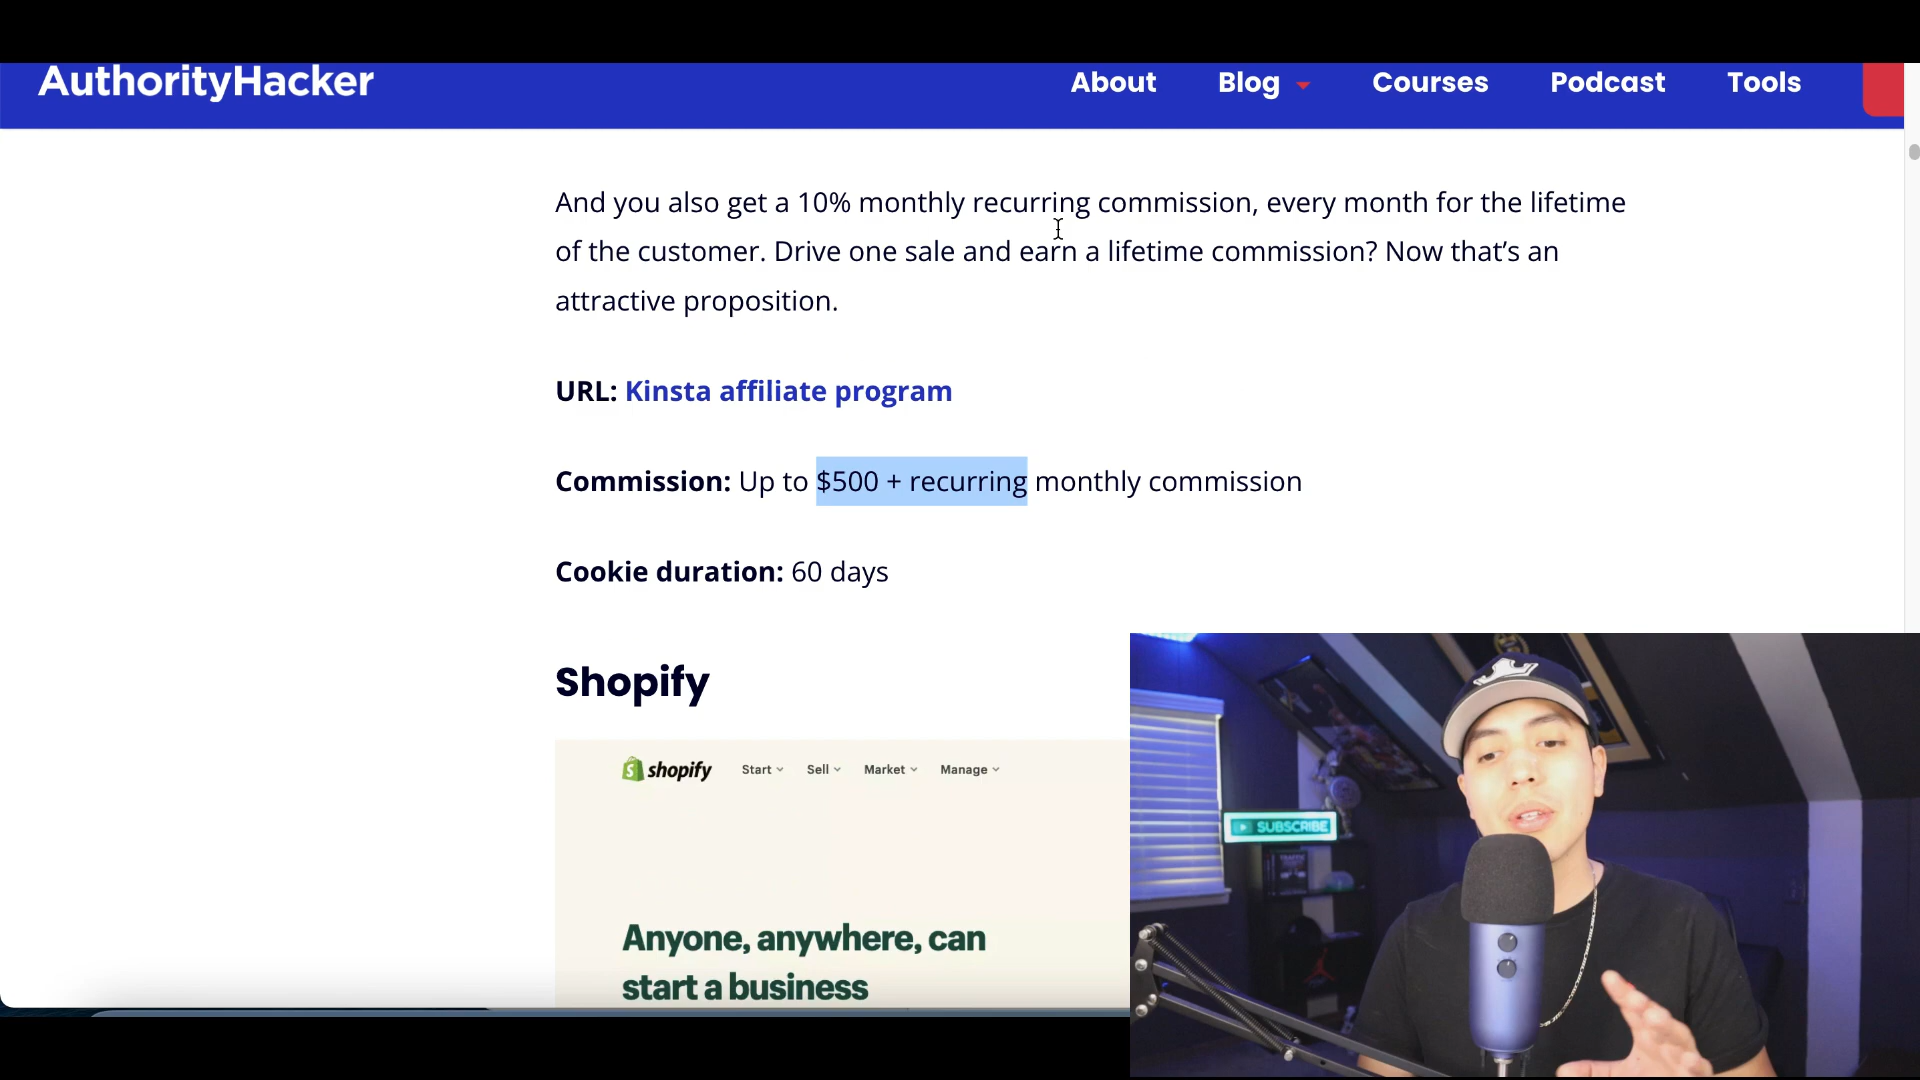 AuthorityHacker
About Blog Courses Podcast Tools
And you also get a 10% monthly recurring commission, every month for the lifetime
of the customer. Drive one sale and earn a lifetime commission? Now that’s an
attractive proposition.
URL: Kinsta affiliate program
Commission: Up to $500 + recurring monthly commission
Cookie duration: 60 days
Shopify
shopify Start Sell Market Manage
Anyone, anywhere, can
start a business
SUBSCRIBE